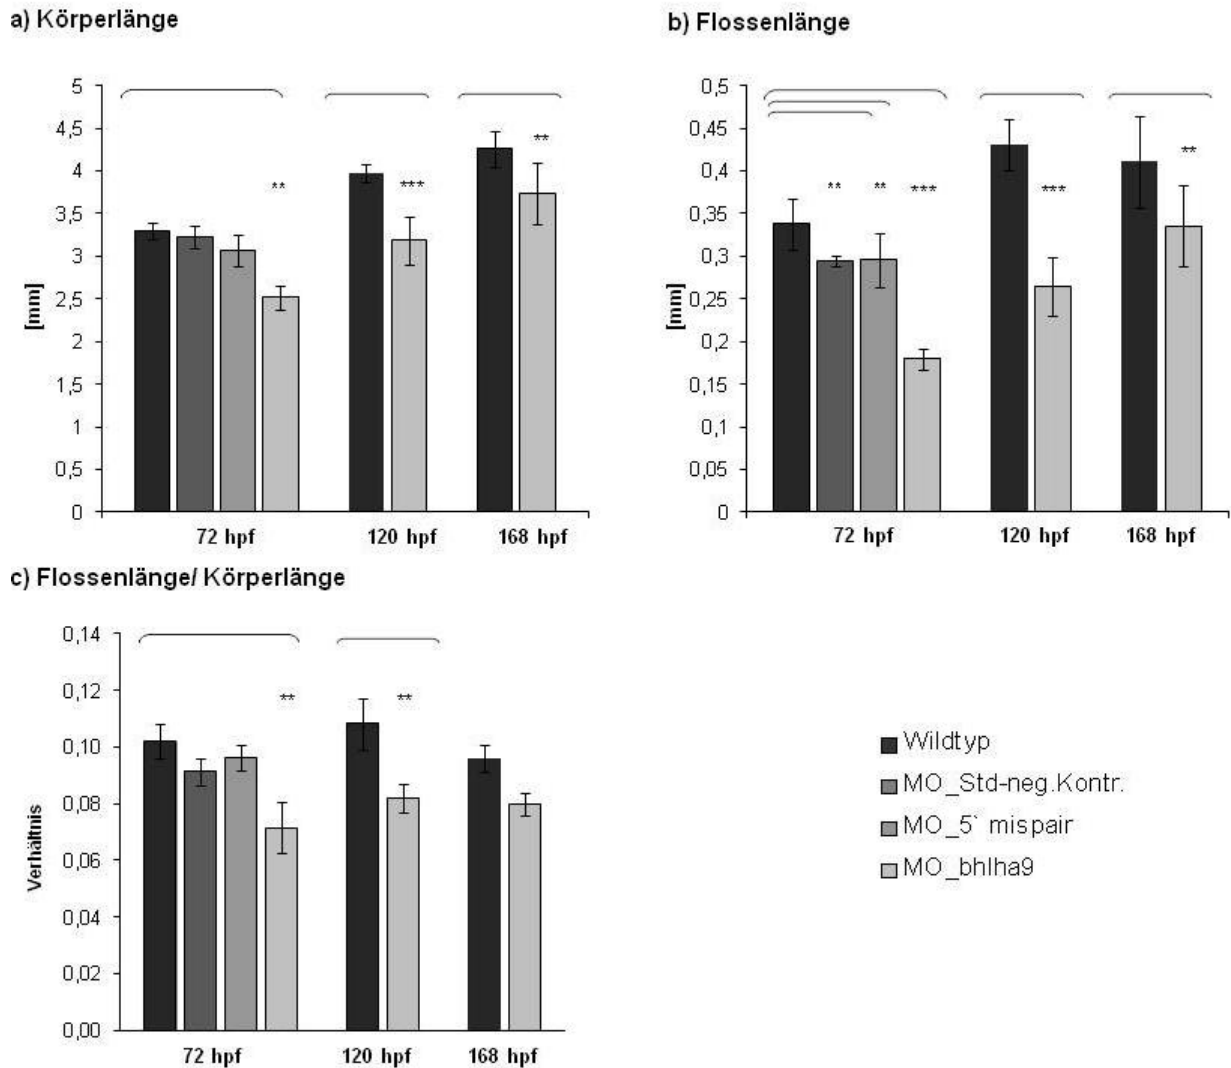 a) Körperlänge
5
4,5
4
3,5
3
2,5
2
1,5
1
0,5
0
[mm]
**
***
**
72 hpf
120 hpf
168 hpf
b) Flossenlänge
0,5
0,45
0,4
0,35
0,3
0,25
0,2
0,15
0,1
0,05
0
[mm]
**
**
***
***
**
72 hpf
120 hpf
168 hpf
c) Flossenlänge/ Körperlänge
0,14
0,12
0,10
0,08
0,06
0,04
0,02
0,00
Verhältnis
**
**
72 hpf
120 hpf
168 hpf
Wildtyp
MO_Std-neg.Kontr.
MO_5` mispair
MO_bhlha9